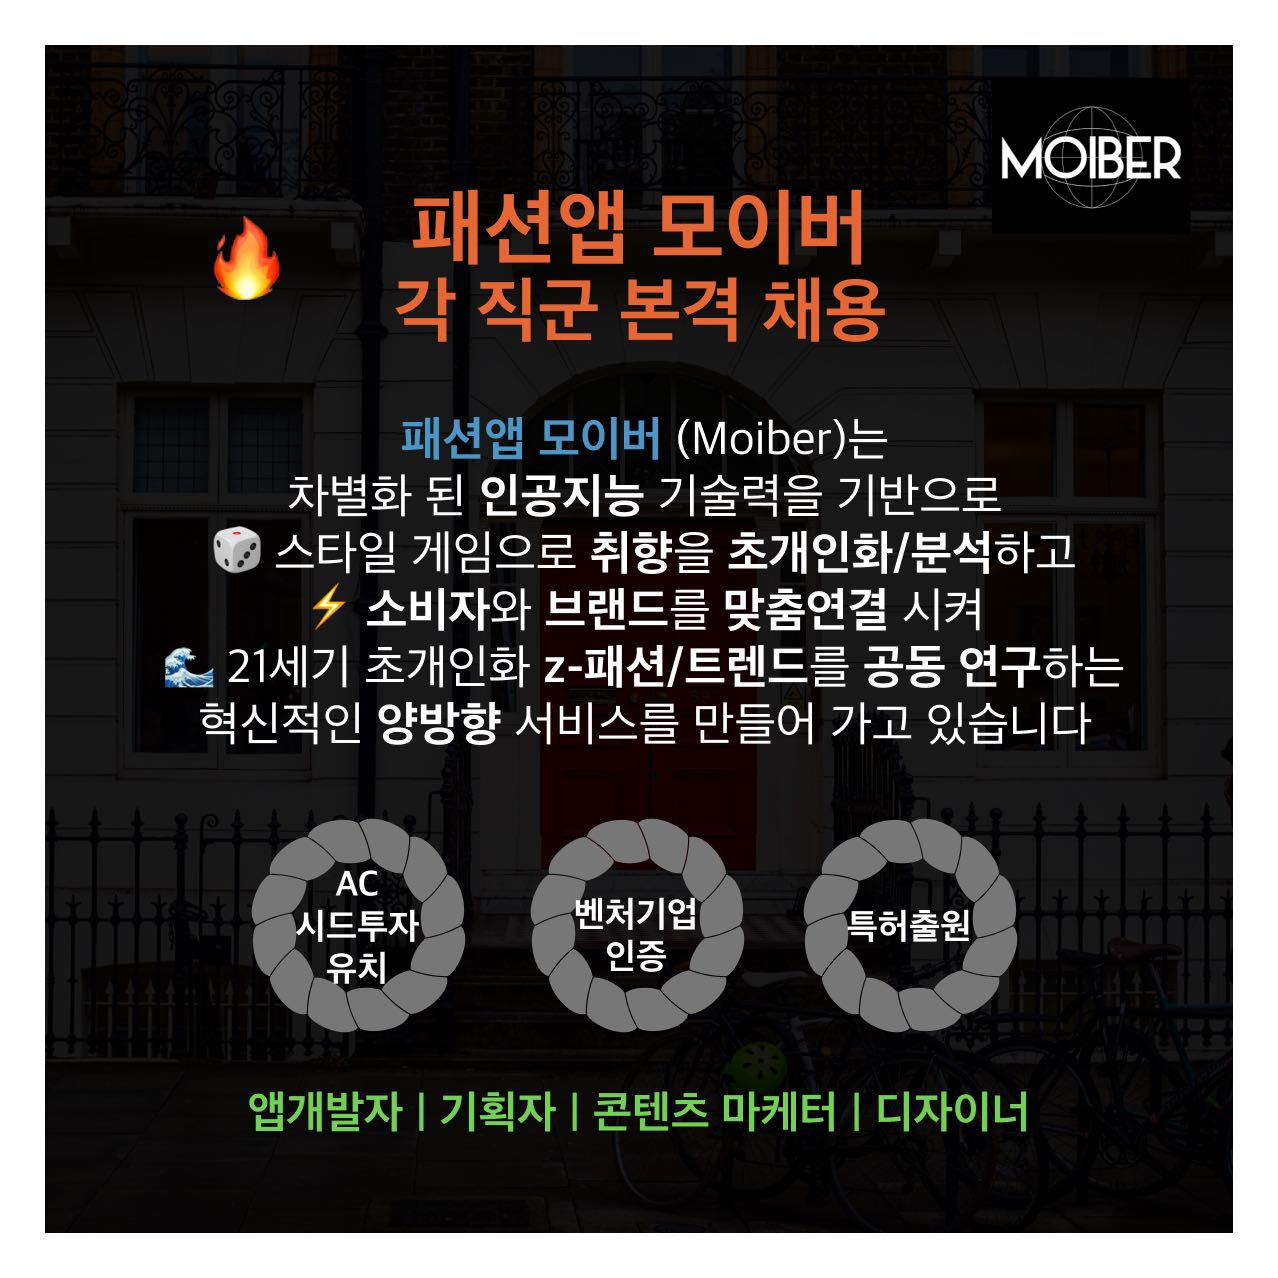 MOIBER
패션앱 모이버
각 직군 본격 채용
패션앱 모이버 (Moiber)는
차별화 된 인공지능 기술력을 기반으로
스타일 게임으로 취향을 초개인화/분석하고
소비자와 브랜드를 맞춤연결 시켜
21세기 초개인화 z-패션/트렌드를 공동 연구하는
혁신적인 양방향 서비스를 만들어 가고 있습니다
AC
시드투자
유치
벤처기업
인증
특허출원
앱개발자 | 기획자 | 콘텐츠 마케터 | 디자이너